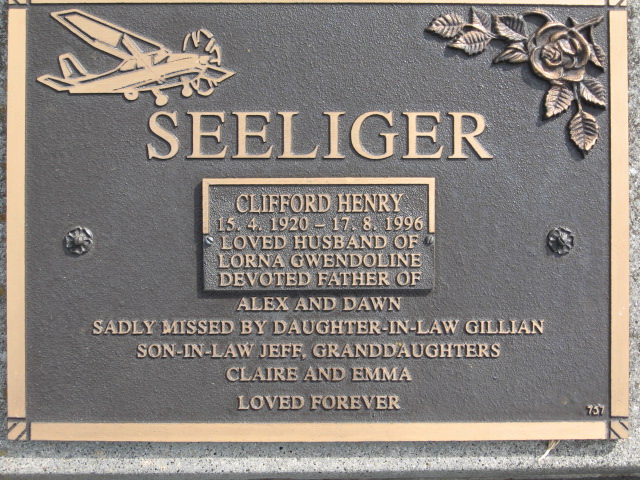 SEELIGER
CLIFFORD HENRY
15. 4. 1920 – 17. 8. 1996
LOVED HUSBAND OF
LORNA GWENDOLINE
DEVOTED FATHER OF
ALEX AND DAWN
SADLY MISSED BY DAUGHTER-IN-LAW GILLIAN
SON-IN-LAW JEFF, GRANDDAUGHTERS
CLAIRE AND EMMA
LOVED FOREVER
737